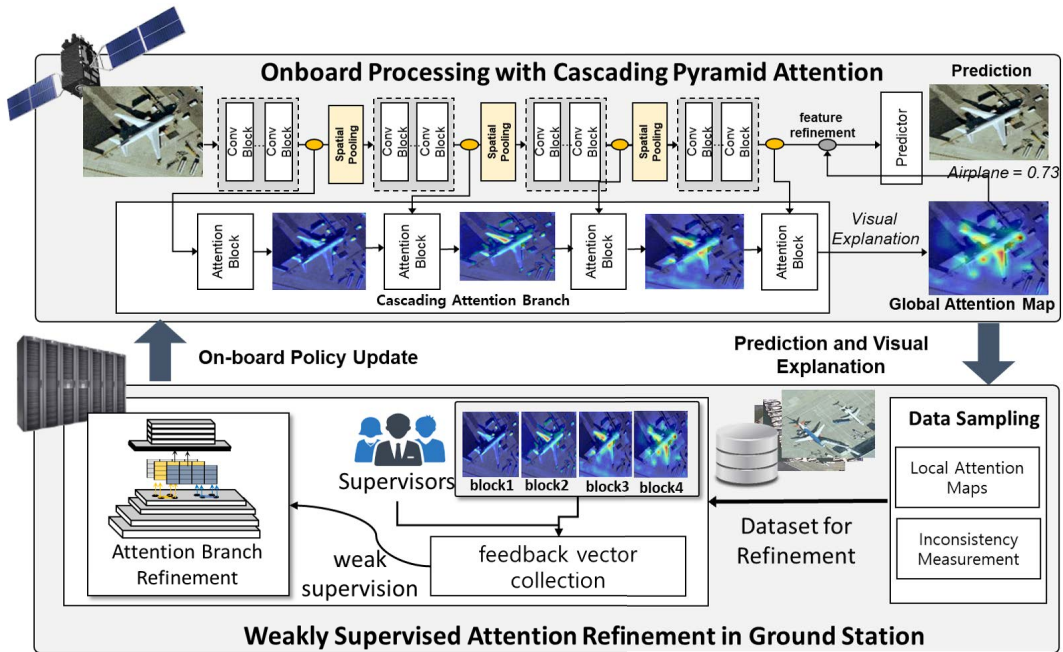 Onboard Processing with Cascading Pyramid Attention
Prediction
Conv
Block
Conv
Block
Spatial
Pooling
Conv
Block
Conv
Block
Spatial
Pooling
Conv
Block
Conv
Block
Spatial
Pooling
Conv
Block
Conv
Block
feature
refinement
Predictor
Airplane = 0.73
Attention
Block
Attention
Block
Attention
Block
Attention
Block
Visual
Explanation
Cascading Attention Branch
Global Attention Map
On-board Policy Update
Prediction and Visual
Explanation
Supervisors
block1
block2
block3
block4
Data Sampling
Local Attention
Maps
Inconsistency
Measurement
Dataset for
Refinement
Attention Branch
Refinement
weak
supervision
feedback vector
collection
Weakly Supervised Attention Refinement in Ground Station